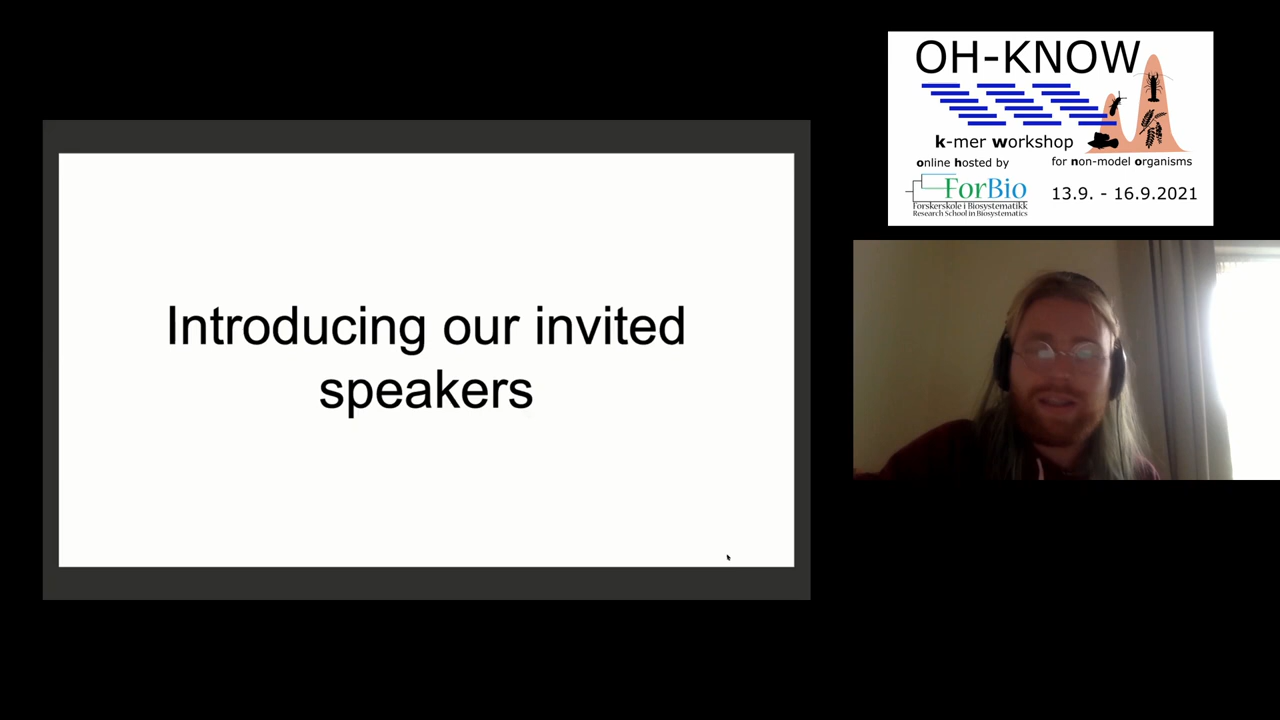 Introducing our invited
speakers
OH-KNOW
k-mer workshop
online hosted by
for non-model organisms
ForBio
13.9. - 16.9.2021
Forskerskole i Biosystematikk
Research School in Biosystematics